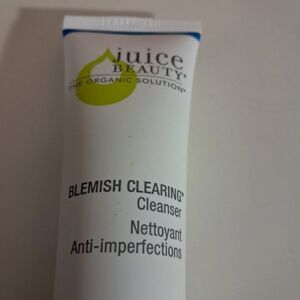 juice
BEAUTY®
THE ORGANIC SOLUTION®
BLEMISH CLEARING®
Cleanser
Nettoyant
Anti-imperfections